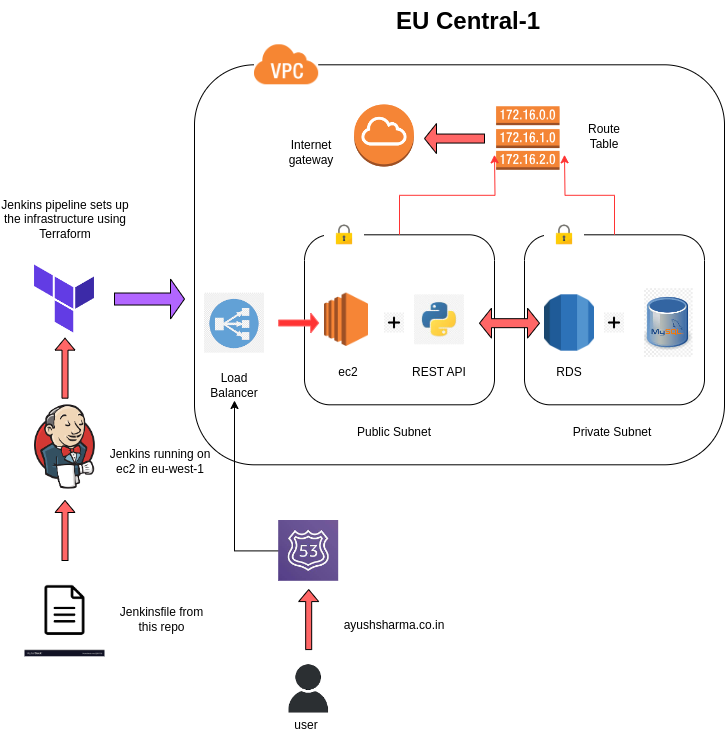 EU Central-1
VPC
172.16.0.0
172.16.1.0
172.16.2.0
Route
Table
Internet
gateway
Jenkins pipeline sets up
the infrastructure using
Terraform
Load
Balancer
ec2
+
REST API
RDS
+
Public Subnet
Private Subnet
Jenkins running on
ec2 in eu-west-1
53
Jenkinsfile from
this repo
ayushsharma.co.in
user